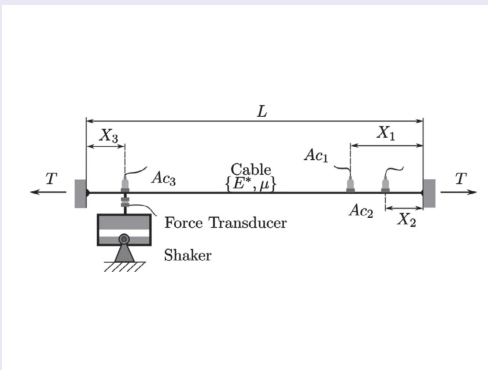 L
X₃
X₁
Ac₁
T
Ac₃
Cable
{E*, μ}
T
Ac₂
X₂
Force Transducer
Shaker